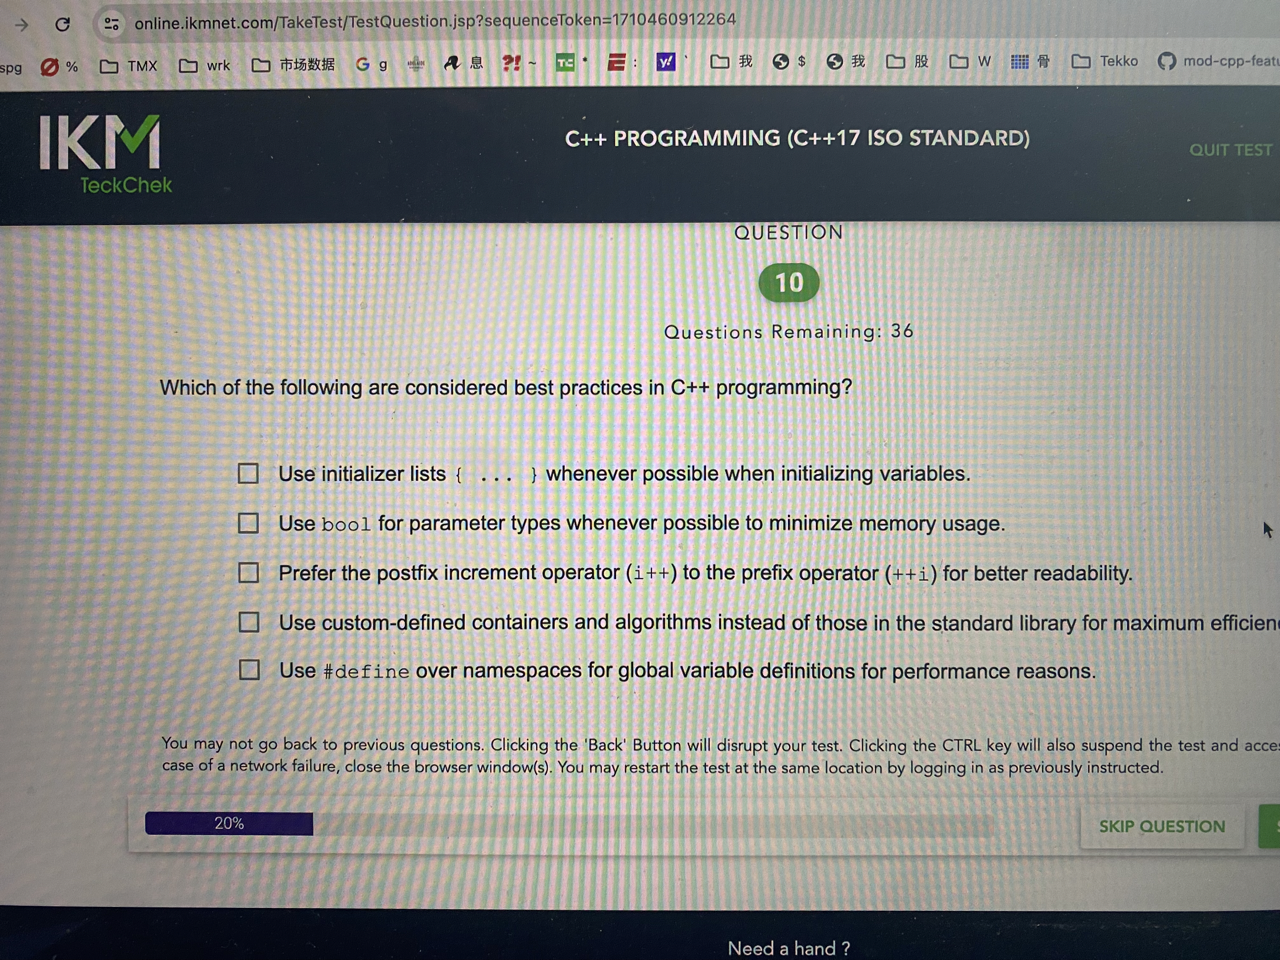 online.ikmnet.com/TakeTest/TestQuestion.jsp?sequenceToken=1710460912264
spg % TMX wrk 市场数据 G g 息 ?! ~ TC • : y! ` 我 $ 我 股 W 骨 Tekko mod-cpp-featu
IKM
TeckChek
C++ PROGRAMMING (C++17 ISO STANDARD)
QUIT TEST
QUESTION
10
Questions Remaining: 36
Which of the following are considered best practices in C++ programming?
Use initializer lists { ... } whenever possible when initializing variables.
Use bool for parameter types whenever possible to minimize memory usage.
Prefer the postfix increment operator (i++) to the prefix operator (++i) for better readability.
Use custom-defined containers and algorithms instead of those in the standard library for maximum efficien
Use #define over namespaces for global variable definitions for performance reasons.
You may not go back to previous questions. Clicking the 'Back' Button will disrupt your test. Clicking the CTRL key will also suspend the test and acces
case of a network failure, close the browser window(s). You may restart the test at the same location by logging in as previously instructed.
20%
SKIP QUESTION
Need a hand ?